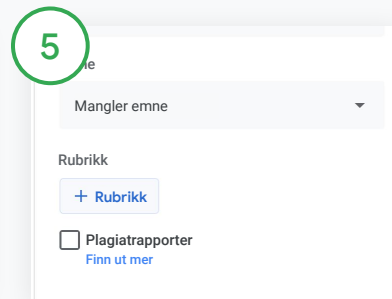 5
Mangler emne
Rubrikk
+ Rubrikk
Plagiatrapporter
Finn ut mer